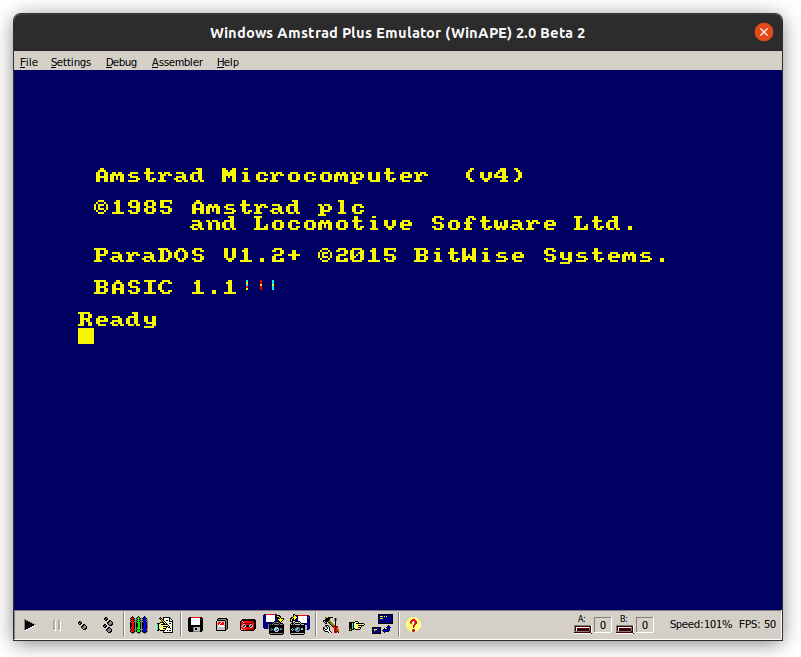 Windows Amstrad Plus Emulator (WinAPE) 2.0 Beta 2
File Settings Debug Assembler Help
Amstrad Microcomputer (v4)
©1985 Amstrad plc
and Locomotive Software Ltd.
ParaDOS V1.2+ ©2015 BitWise Systems.
BASIC 1.1
Ready
A: 0 B: 0 Speed:101% FPS: 50